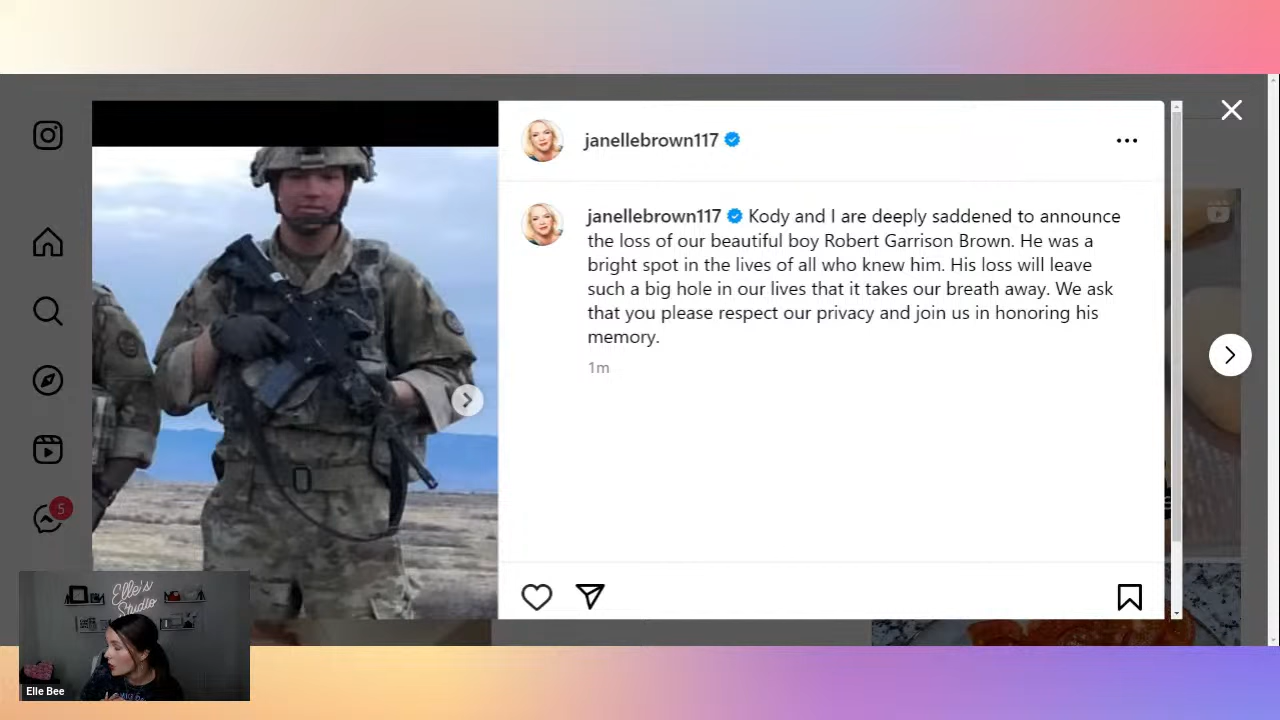 janellebrown117
janellebrown117 Kody and I are deeply saddened to announce
the loss of our beautiful boy Robert Garrison Brown. He was a
bright spot in the lives of all who knew him. His loss will leave
such a big hole in our lives that it takes our breath away. We ask
that you please respect our privacy and join us in honoring his
memory.
1m
5
Elle's
Studio
Elle Bee